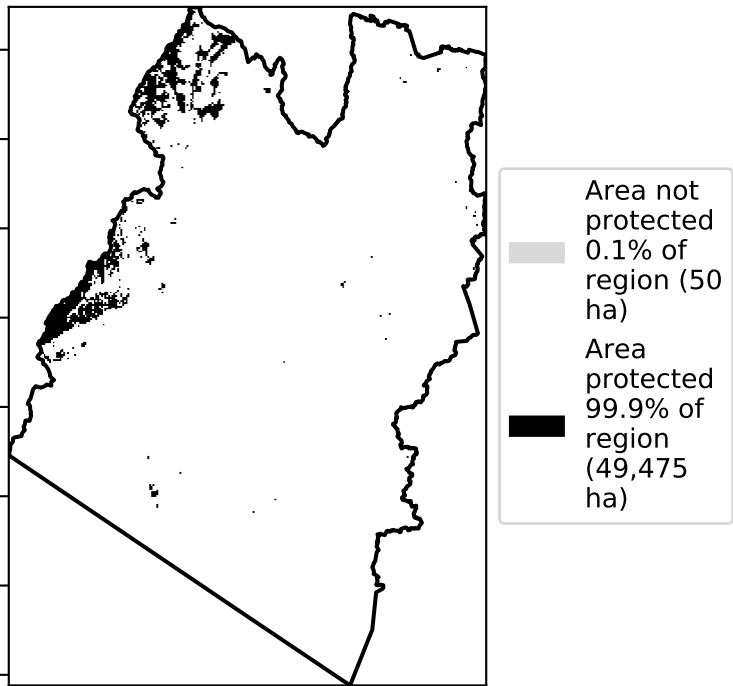 Area not
protected
0.1% of
region (50
ha)
Area
protected
99.9% of
region
(49,475
ha)